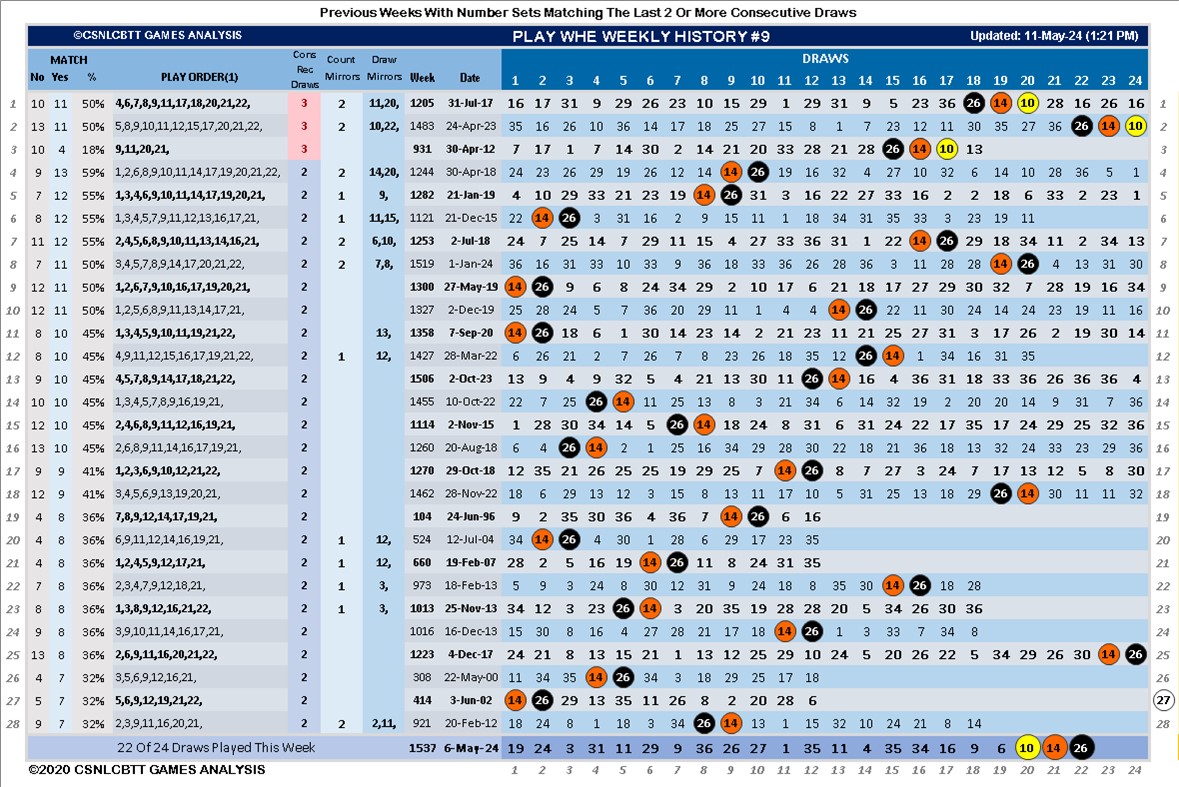 Previous Weeks With Number Sets Matching The Last 2 Or More Consecutive Draws
©CSNLCBTT GAMES ANALYSIS PLAY WHE WEEKLY HISTORY #9 Updated: 11-May-24 (1:21 PM)
MATCH Cons Rec Draws Count Mirrors Draw Mirrors DRAWS
No Yes % PLAY ORDER(1) Week Date 1 2 3 4 5 6 7 8 9 10 11 12 13 14 15 16 17 18 19 20 21 22 23 24
1 10 11 50% 4,6,7,8,9,11,17,18,20,21,22, 3 2 11,20, 1205 31-Jul-17 16 17 31 9 29 26 23 10 15 29 1 29 31 9 5 23 36 26 14 10 28 16 26 16 1
2 13 11 50% 5,8,9,10,11,12,15,17,20,21,22, 3 2 10,22, 1483 24-Apr-23 35 16 26 10 36 14 17 18 25 27 15 8 1 2 23 12 11 30 35 27 36 26 14 10 2
3 10 4 18% 9,11,20,21, 3 931 30-Apr-12 7 17 1 7 14 30 2 14 21 20 33 28 21 28 26 14 10 13 3
4 9 13 59% 1,2,6,8,9,10,11,14,17,19,20,21,22, 2 2 14,20, 1244 30-Apr-18 24 23 26 29 19 26 12 14 14 26 19 16 32 4 27 10 32 6 14 10 28 36 5 1 4
5 7 12 55% 1,3,4,6,9,10,11,14,17,19,20,21, 2 1 9, 1282 21-Jan-19 4 10 29 33 21 23 19 14 26 31 3 16 22 27 33 16 2 2 18 6 33 2 23 1 5
6 8 12 55% 1,3,4,5,7,9,11,12,13,16,17,21, 2 1 11,15, 1121 21-Dec-15 22 14 26 3 31 16 2 9 15 11 1 18 34 31 35 33 3 23 19 11 6
7 11 12 55% 2,4,5,6,8,9,10,11,13,14,16,21, 2 2 6,10, 1253 2-Jul-18 24 7 25 14 7 29 11 15 4 27 33 36 31 1 22 14 26 29 18 34 11 2 34 13 7
8 7 11 50% 3,4,5,7,8,9,14,17,20,21,22, 2 2 7,8, 1519 1-Jan-24 36 16 31 33 10 33 9 36 18 33 36 26 28 36 3 11 28 28 14 26 4 13 31 30 8
9 12 11 50% 1,2,6,7,9,10,16,17,19,20,21, 2 1300 27-May-19 14 26 9 6 8 24 34 29 2 10 17 6 21 18 17 28 29 30 32 7 28 19 16 34 9
10 12 11 50% 1,2,5,6,8,9,11,13,14,17,21, 2 1327 2-Dec-19 25 28 24 5 7 36 20 29 11 1 4 4 14 26 22 11 30 24 14 24 23 19 11 16 10
11 8 10 45% 1,3,4,5,9,10,11,19,21,22, 2 13, 1358 7-Sep-20 14 26 18 6 1 30 14 23 14 2 21 23 11 21 25 27 31 3 11 26 2 19 30 14 11
12 8 10 45% 4,9,11,12,15,16,17,19,21,22, 2 1 12, 1427 28-Mar-22 6 26 21 2 7 26 7 8 23 26 18 35 12 26 14 1 34 16 31 35 12
13 9 10 45% 4,5,7,8,9,14,17,18,21,22, 2 1506 2-Oct-23 13 9 4 9 32 5 4 21 13 30 11 26 14 16 4 36 31 18 33 36 26 36 36 4 13
14 10 10 45% 1,3,4,5,7,8,9,16,19,21, 2 1455 10-Oct-22 22 7 25 26 14 11 25 13 8 3 21 34 6 14 32 19 2 20 20 14 9 31 7 36 14
15 12 10 45% 2,4,6,8,9,11,12,16,19,21, 2 1114 2-Nov-15 1 28 30 34 14 5 26 14 18 24 8 31 6 31 24 22 17 35 17 24 29 25 32 36 15
16 13 10 45% 2,6,8,9,11,14,16,17,19,21, 2 1260 20-Aug-18 6 4 26 14 2 1 25 16 34 29 28 30 22 18 21 36 18 13 32 24 33 23 29 36 16
17 9 9 41% 1,2,3,6,9,10,12,21,22, 2 1270 29-Oct-18 12 35 21 26 25 25 19 29 25 7 14 26 8 7 27 3 24 7 17 13 12 5 8 30 17
18 12 9 41% 3,4,5,6,9,13,19,20,21, 2 1462 28-Nov-22 18 6 29 13 12 3 15 8 13 11 17 10 5 31 25 13 18 29 26 14 30 11 11 32 18
19 4 8 36% 7,8,9,12,14,17,19,21, 2 104 24-Jun-96 9 2 35 30 36 4 36 7 14 26 6 16 19
20 4 8 36% 6,9,11,12,14,16,19,21, 2 1 12, 524 12-Jul-04 34 14 26 4 30 1 28 6 29 17 23 35 20
21 4 8 36% 1,2,4,5,9,12,17,21, 2 1 12, 660 19-Feb-07 28 2 5 16 19 14 26 11 8 24 31 35 21
22 7 8 36% 2,3,4,7,9,12,18,21, 2 1 3, 973 18-Feb-13 5 9 3 24 8 30 12 31 9 24 18 8 35 30 14 26 18 28 22
23 8 8 36% 1,3,8,9,12,16,21,22, 2 1 3, 1013 25-Nov-13 34 12 3 23 26 14 3 20 35 19 28 28 20 5 34 26 30 36 23
24 9 8 36% 3,9,10,11,14,16,17,21, 2 1016 16-Dec-13 15 30 8 16 4 27 28 21 17 18 14 26 1 3 33 7 34 8 24
25 13 8 36% 2,6,9,11,16,20,21,22, 2 1223 4-Dec-17 24 21 8 13 15 21 1 13 12 25 29 10 24 5 20 26 22 5 34 29 26 30 14 26 25
26 4 7 32% 3,5,6,9,12,16,21, 2 308 22-May-00 11 34 35 14 26 34 3 18 29 25 17 18 26
27 5 7 32% 5,6,9,12,19,21,22, 2 414 3-Jun-02 14 26 29 13 35 11 26 8 2 20 28 6 27
28 9 7 32% 2,3,9,11,16,20,21, 2 2 2,11, 921 20-Feb-12 18 24 4 1 18 3 34 26 14 13 1 15 32 10 24 21 8 14 28
22 Of 24 Draws Played This Week 1537 6-May-24 19 24 3 31 11 29 9 36 26 27 1 35 11 4 35 34 16 9 6 10 14 22
©2020 CSNLCBTT GAMES ANALYSIS 1 2 3 4 5 6 7 8 9 10 11 12 13 14 15 16 17 18 19 20 21 22 23 24